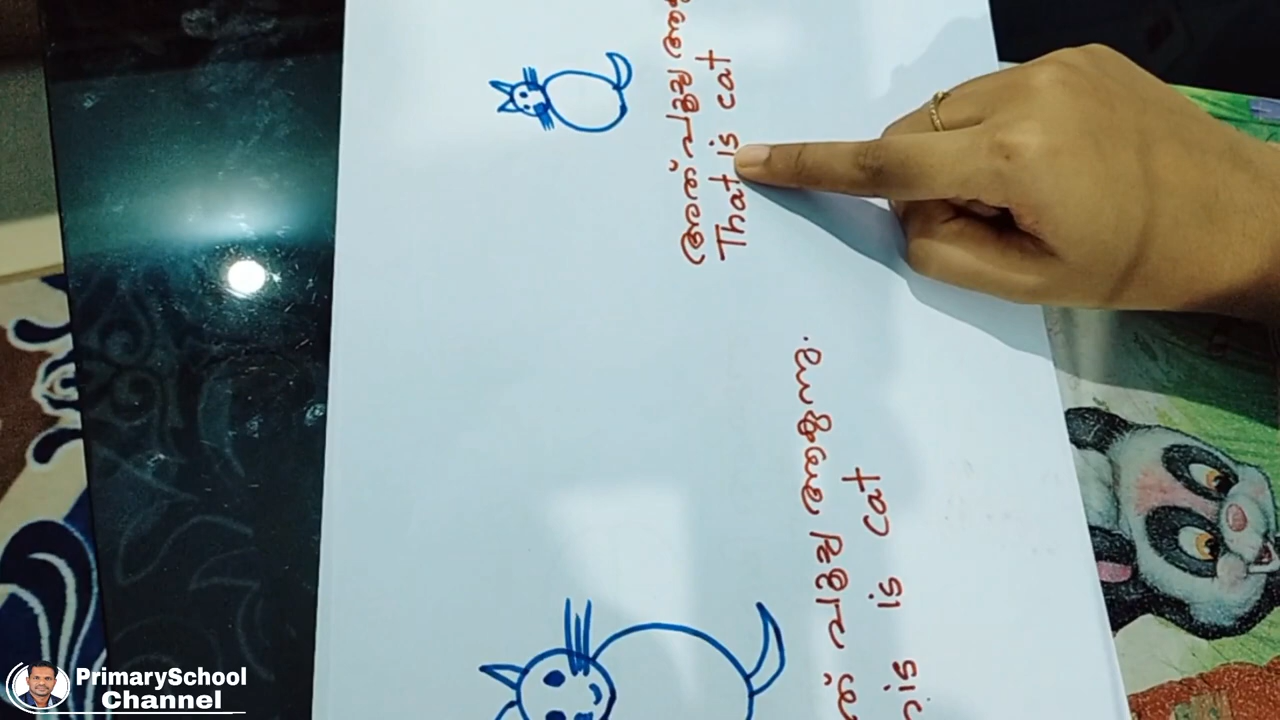 പൂച്ച ആകുന്നു.
is cat
അത് പൂച്ച
That is cat
PrimarySchool
Channel